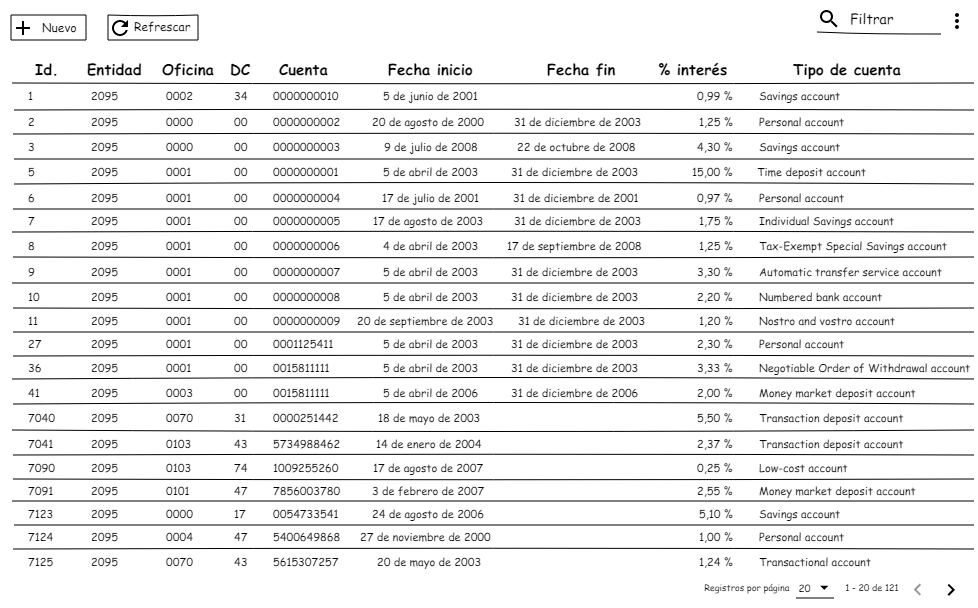 Nuevo Refrescar Filtrar
Id. Entidad Oficina DC Cuenta Fecha inicio Fecha fin % interés Tipo de cuenta
1 2095 0002 34 0000000010 5 de junio de 2001 0,99 % Savings account
2 2095 0000 00 0000000002 20 de agosto de 2000 31 de diciembre de 2003 1,25 % Personal account
3 2095 0000 00 0000000003 9 de julio de 2008 22 de octubre de 2008 4,30 % Savings account
5 2095 0001 00 0000000001 5 de abril de 2003 31 de diciembre de 2003 15,00 % Time deposit account
6 2095 0001 00 0000000004 17 de julio de 2001 31 de diciembre de 2001 0,97 % Personal account
7 2095 0001 00 0000000005 17 de agosto de 2003 31 de diciembre de 2003 1,75 % Individual Savings account
8 2095 0001 00 0000000006 4 de abril de 2003 17 de septiembre de 2008 1,25 % Tax-Exempt Special Savings account
9 2095 0001 00 0000000007 5 de abril de 2003 31 de diciembre de 2003 3,30 % Automatic transfer service account
10 2095 0001 00 0000000008 5 de abril de 2003 31 de diciembre de 2003 2,20 % Numbered bank account
11 2095 0001 00 0000000009 20 de septiembre de 2003 31 de diciembre de 2003 1,20 % Nostro and vostro account
27 2095 0001 00 0001125411 5 de abril de 2003 31 de diciembre de 2003 2,30 % Personal account
36 2095 0001 00 0015811111 5 de abril de 2003 31 de diciembre de 2003 3,33 % Negotiable Order of Withdrawal account
41 2095 0003 00 0015811111 5 de abril de 2006 31 de diciembre de 2006 2,00 % Money market deposit account
7040 2095 0070 31 0000251442 18 de mayo de 2003 5,50 % Transaction deposit account
7041 2095 0103 43 5734988462 14 de enero de 2004 2,37 % Transaction deposit account
7090 2095 0103 74 1009255260 17 de agosto de 2007 0,25 % Low-cost account
7091 2095 0101 47 7856003780 3 de febrero de 2007 2,55 % Money market deposit account
7123 2095 0000 17 0054733541 24 de agosto de 2006 5,10 % Savings account
7124 2095 0004 47 5400649868 27 de noviembre de 2000 1,00 % Personal account
7125 2095 0070 43 5615307257 20 de mayo de 2003 1,24 % Transactional account
Registros por página 20 1 - 20 de 121